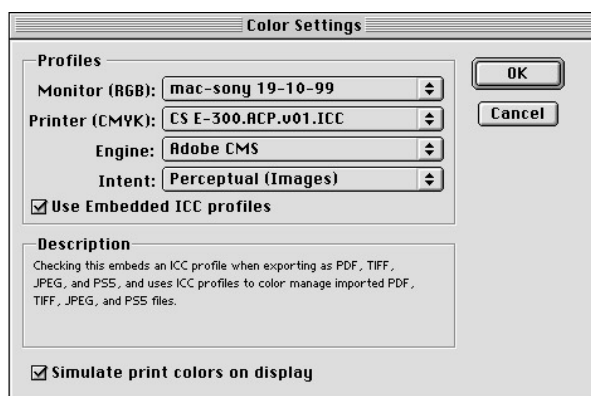 Color Settings
Profiles
Monitor (RGB): mac-sony 19-10-99
Printer (CMYK): CS E-300.ACP.v01.ICC
Engine: Adobe CMS
Intent: Perceptual (Images)
Use Embedded ICC profiles
OK
Cancel
Description
Checking this embeds an ICC profile when exporting as PDF, TIFF,
JPEG, and PS5, and uses ICC profiles to color manage imported PDF,
TIFF, JPEG, and PS5 files.
Simulate print colors on display